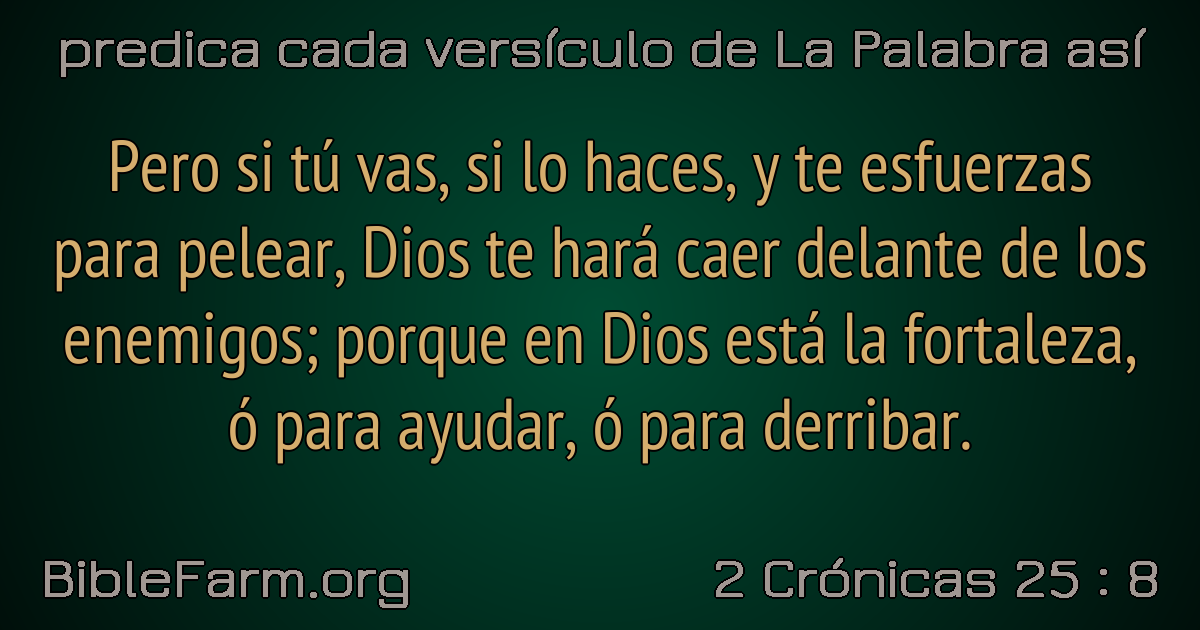 predica cada versículo de La Palabra así
Pero si tú vas, si lo haces, y te esfuerzas
para pelear, Dios te hará caer delante de los
enemigos; porque en Dios está la fortaleza,
ó para ayudar, ó para derribar.
BibleFarm.org
2 Crónicas 25 : 8